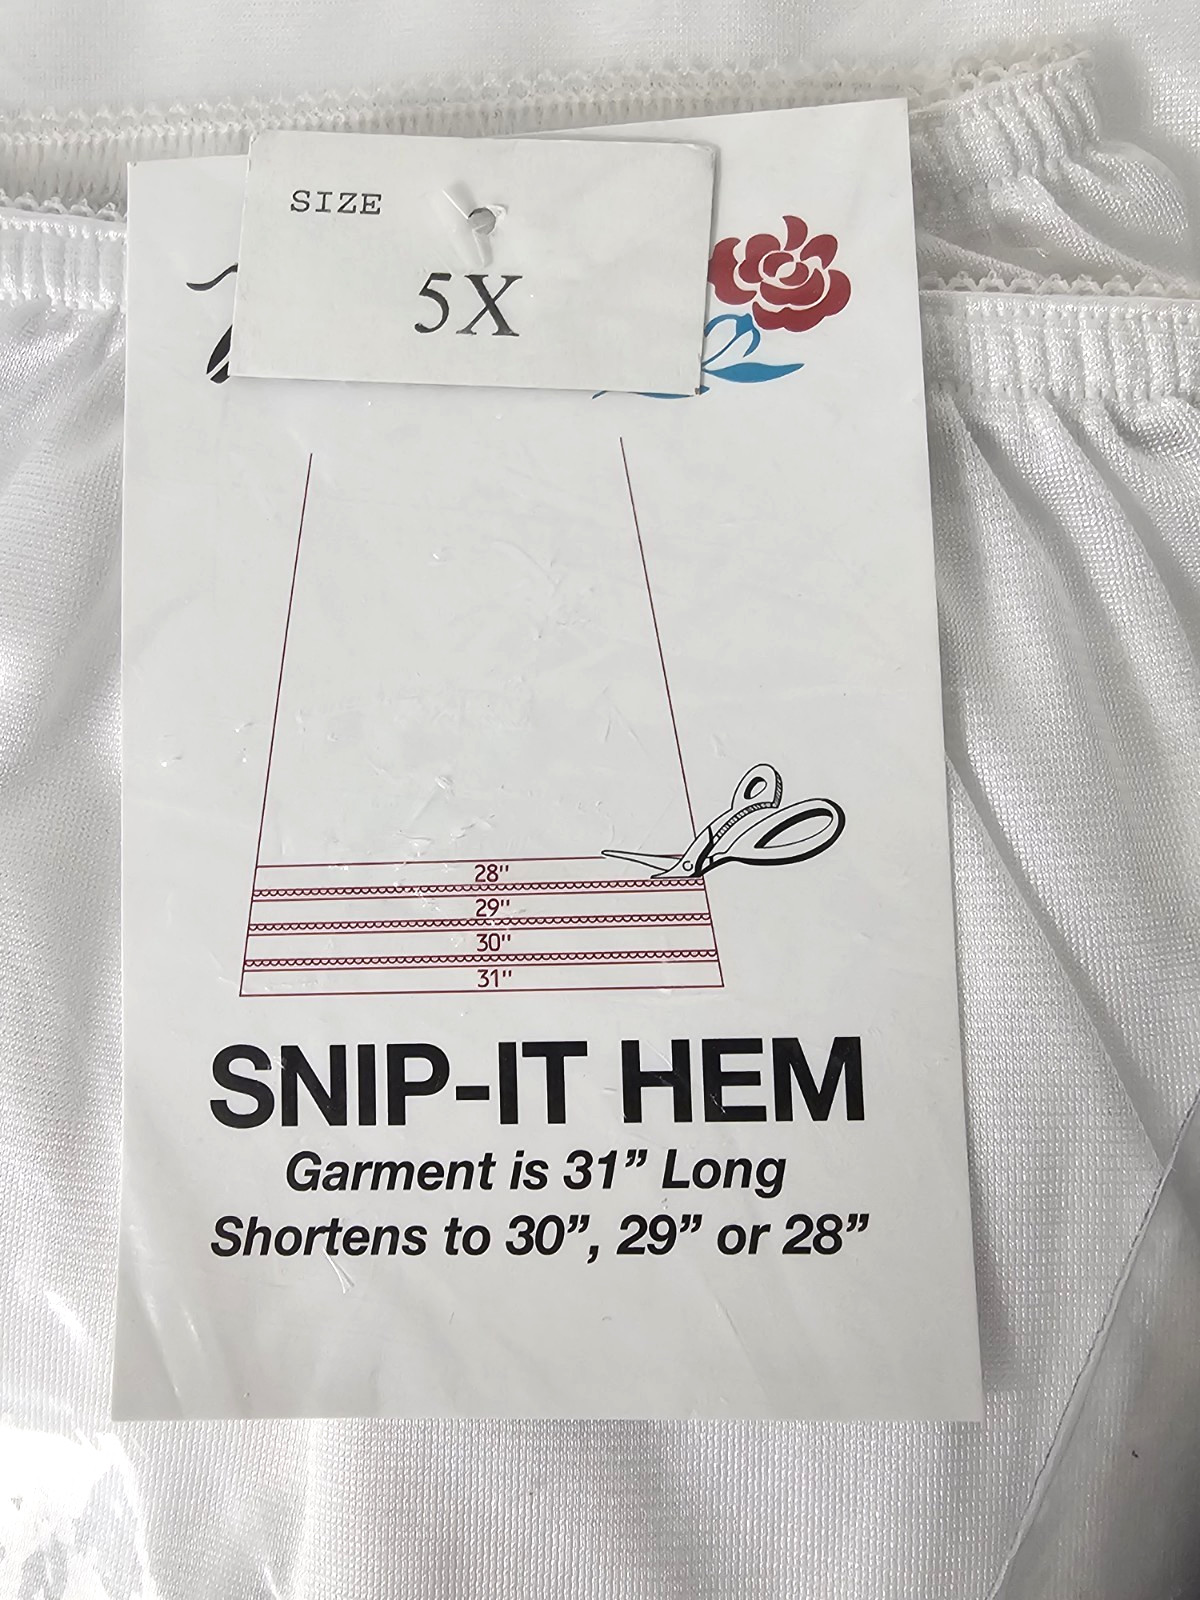 SIZE
5X
28"
29"
30"
31"
SNIP-IT HEM
Garment is 31” Long
Shortens to 30”, 29” or 28”